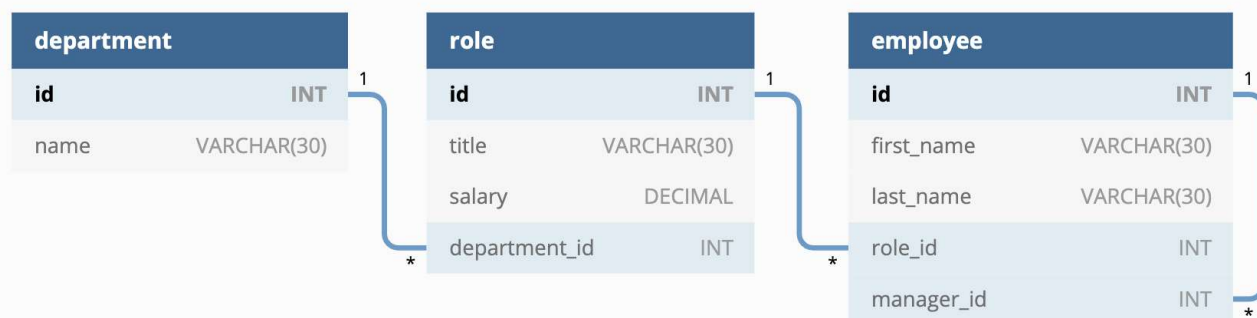 department
id INT
name VARCHAR(30)
1
*
role
id INT
title VARCHAR(30)
salary DECIMAL
department_id INT
1
*
employee
id INT
first_name VARCHAR(30)
last_name VARCHAR(30)
role_id INT
manager_id INT
1
*